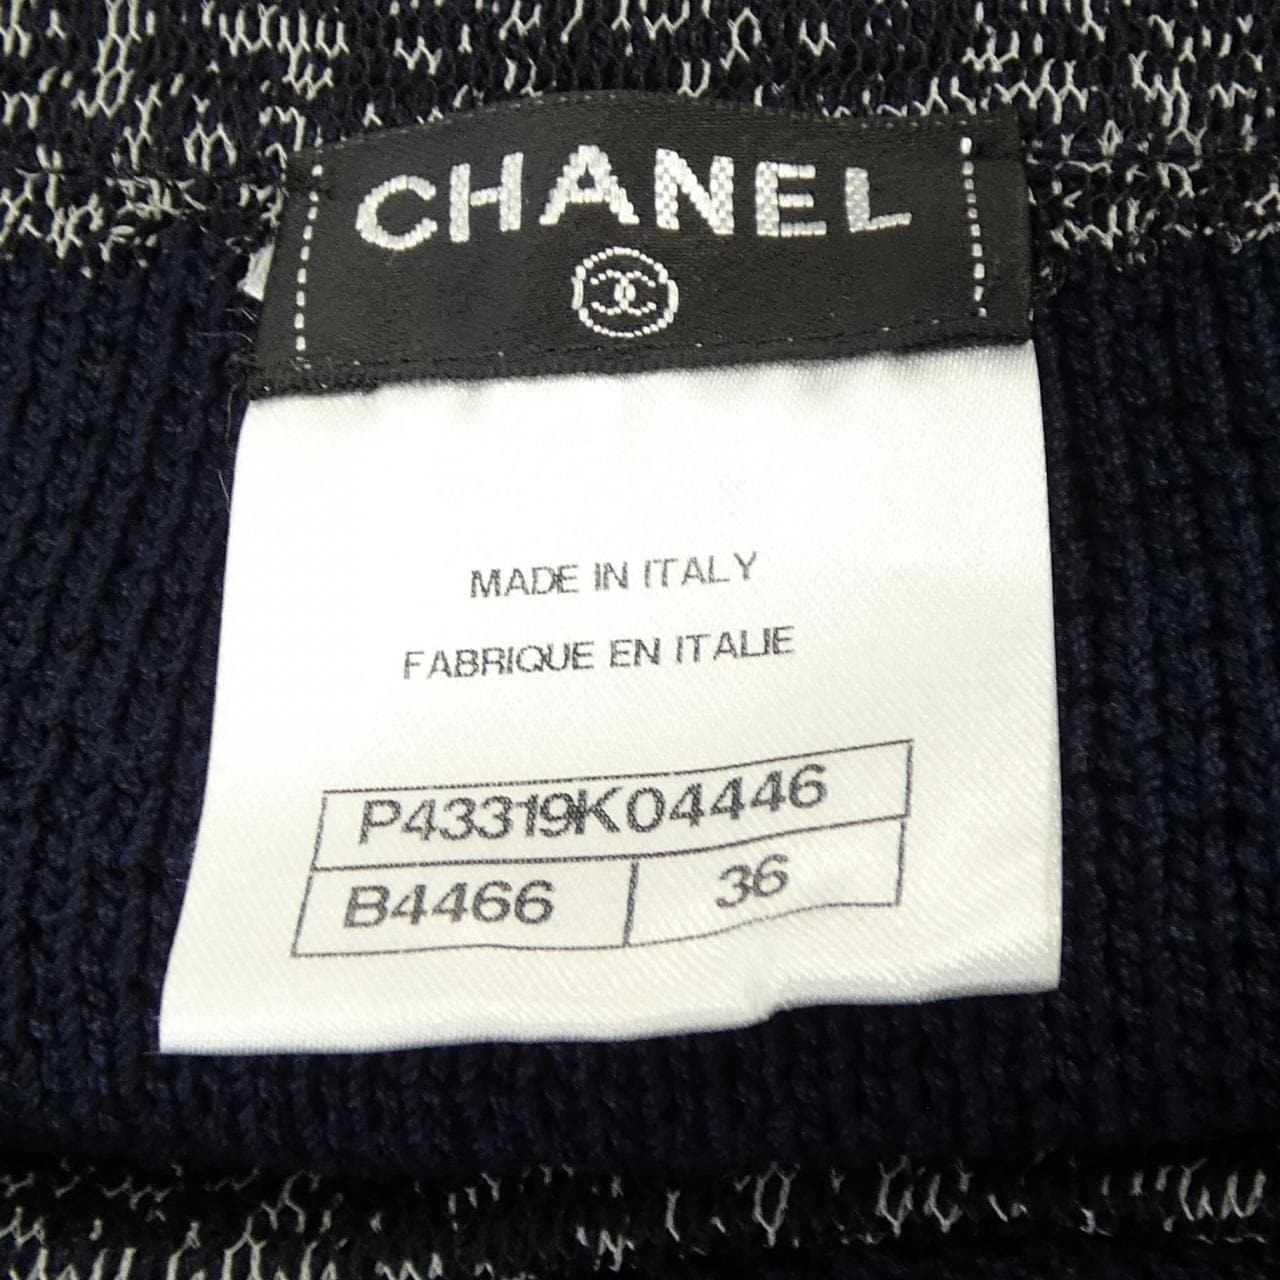 CHANEL
MADE IN ITALY
FABRIQUE EN ITALIE
P43319K04446
B4466 36